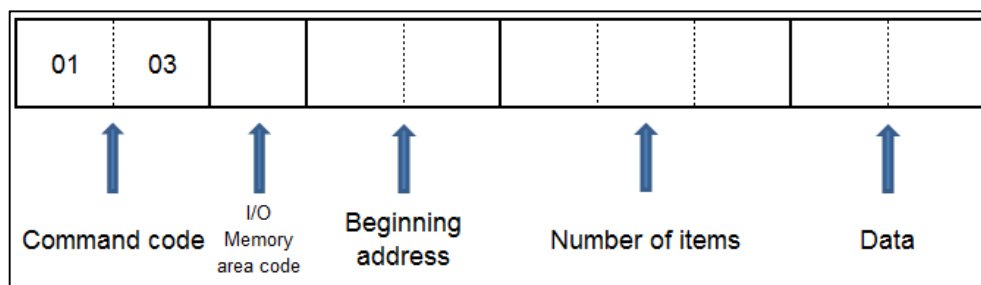 01 03
Command code
I/O
Memory
area code
Beginning
address
Number of items
Data